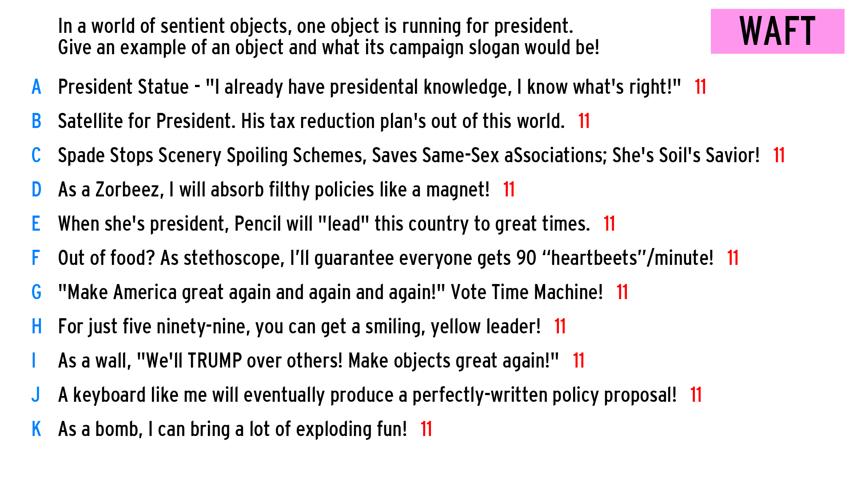 In a world of sentient objects, one object is running for president.
Give an example of an object and what its campaign slogan would be!
WAFT
A President Statue - "I already have presidental knowledge, I know what's right!" 11
B Satellite for President. His tax reduction plan's out of this world. 11
C Spade Stops Scenery Spoiling Schemes, Saves Same-Sex aSsociations; She's Soil's Savior! 11
D As a Zorbeez, I will absorb filthy policies like a magnet! 11
E When she's president, Pencil will "lead" this country to great times. 11
F Out of food? As stethoscope, I’ll guarantee everyone gets 90 “heartbeets”/minute! 11
G "Make America great again and again and again!" Vote Time Machine! 11
H For just five ninety-nine, you can get a smiling, yellow leader! 11
I As a wall, "We'll TRUMP over others! Make objects great again!" 11
J A keyboard like me will eventually produce a perfectly-written policy proposal! 11
K As a bomb, I can bring a lot of exploding fun! 11